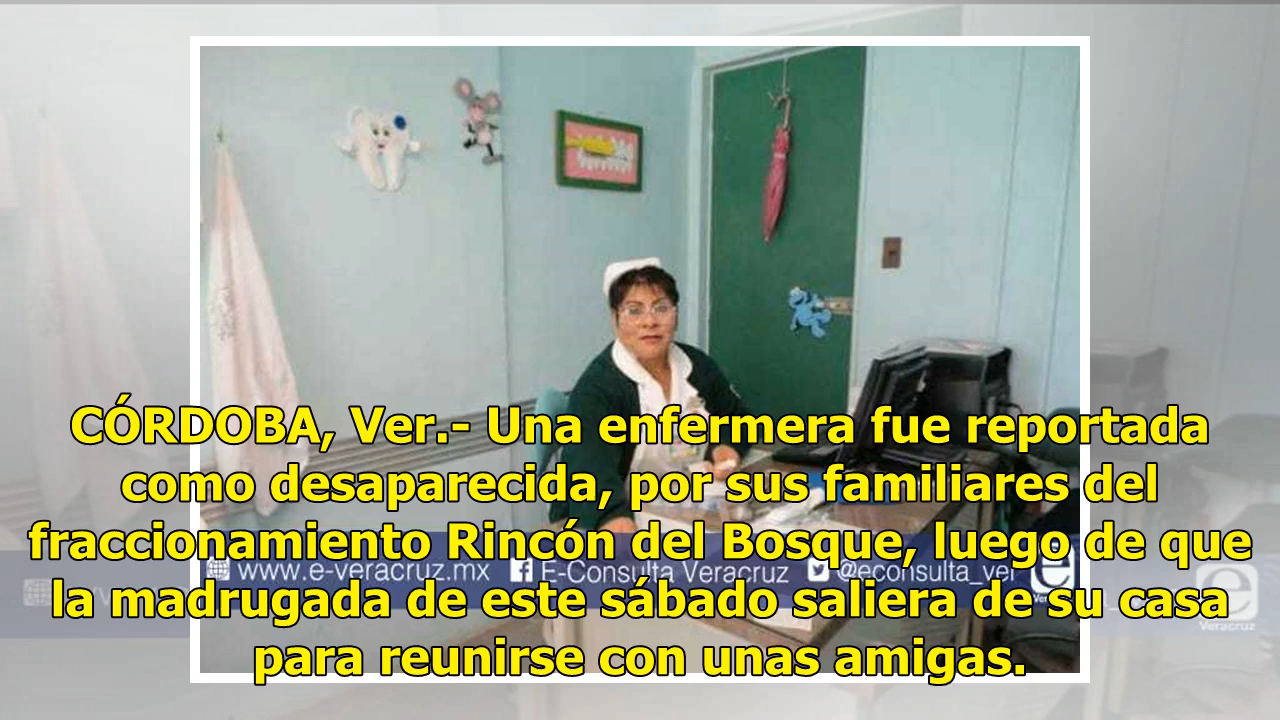 CÓRDOBA, Ver.- Una enfermera fue reportada
como desaparecida, por sus familiares del
fraccionamiento Rincón del Bosque, luego de que
la madrugada de este sábado saliera de su casa
para reunirse con unas amigas.
www.e-veracruz.mx E-Consulta Veracruz @econsulta_ver
e
Veracruz